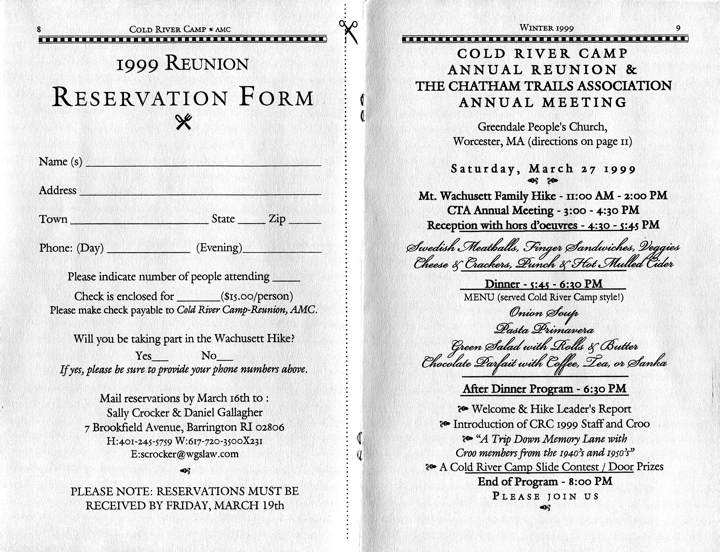 8 COLD RIVER CAMP ▪ AMC
1999 REUNION
RESERVATION FORM
Name (s) ____
Address ____
Town ____ State ____ Zip ____
Phone: (Day) ____ (Evening) ____
Please indicate number of people attending ____
Check is enclosed for ____ ($15.00/person)
Please make check payable to Cold River Camp-Reunion, AMC.
Will you be taking part in the Wachusett Hike?
Yes___ No___
If yes, please be sure to provide your phone numbers above.
Mail reservations by March 16th to :
Sally Crocker & Daniel Gallagher
7 Brookfield Avenue, Barrington RI 02806
H:401-245-5759 W:617-720-3500X231
E:scrocker@wgslaw.com
PLEASE NOTE: RESERVATIONS MUST BE
RECEIVED BY FRIDAY, MARCH 19th
WINTER 1999 9
COLD RIVER CAMP
ANNUAL REUNION &
THE CHATHAM TRAILS ASSOCIATION
ANNUAL MEETING
Greendale People's Church,
Worcester, MA (directions on page 11)
Saturday, March 27 1999
Mt. Wachusett Family Hike - 11:00 AM - 2:00 PM
CTA Annual Meeting - 3:00 - 4:30 PM
Reception with hors d'oeuvres - 4:30 - 5:45 PM
Swedish Meatballs, Finger Sandwiches, Veggies
Cheese & Crackers, Punch & Hot Mulled Cider
Dinner - 5:45 - 6:30 PM
MENU (served Cold River Camp style!)
Onion Soup
Pasta Primavera
Green Salad with Rolls & Butter
Chocolate Parfait with Coffee, Tea, or Sanka
After Dinner Program - 6:30 PM
Welcome & Hike Leader's Report
Introduction of CRC 1999 Staff and Croo
"A Trip Down Memory Lane with
Croo members from the 1940's and 1950's"
A Cold River Camp Slide Contest / Door Prizes
End of Program - 8:00 PM
PLEASE JOIN US